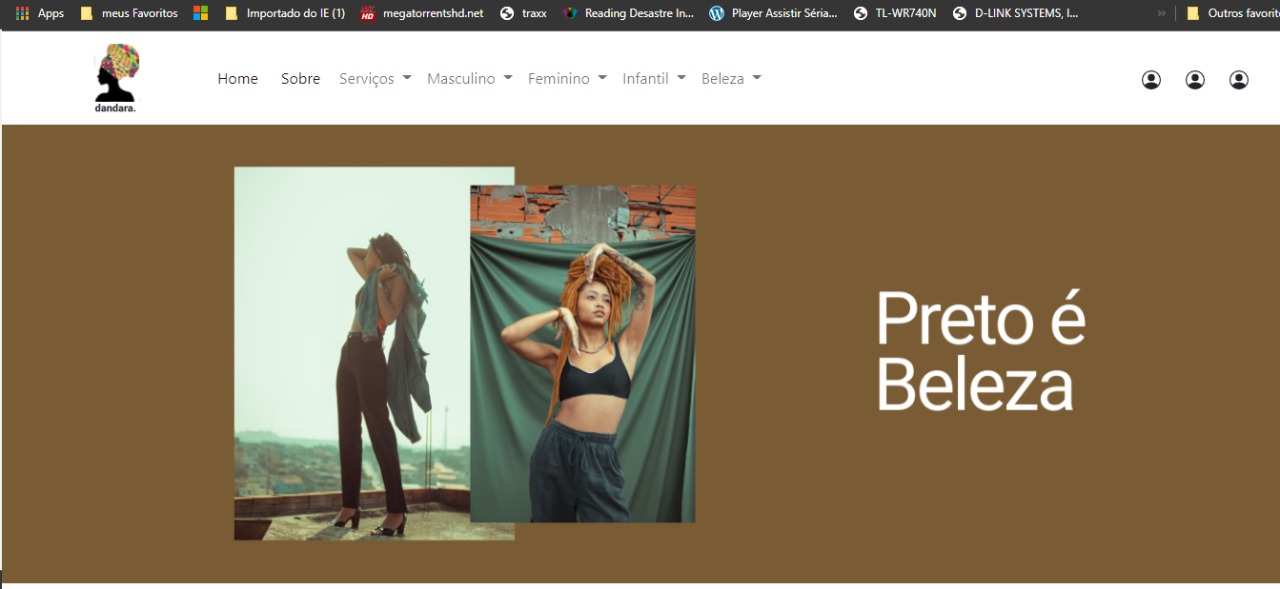 Apps meus Favoritos Importado do IE (1) megatorrentshd.net traxx Reading Desastre In... Player Assistir Séria... TL-WR740N D-LINK SYSTEMS, I... » Outros favorit
dandara.
Home Sobre Serviços Masculino Feminino Infantil Beleza
Preto é
Beleza